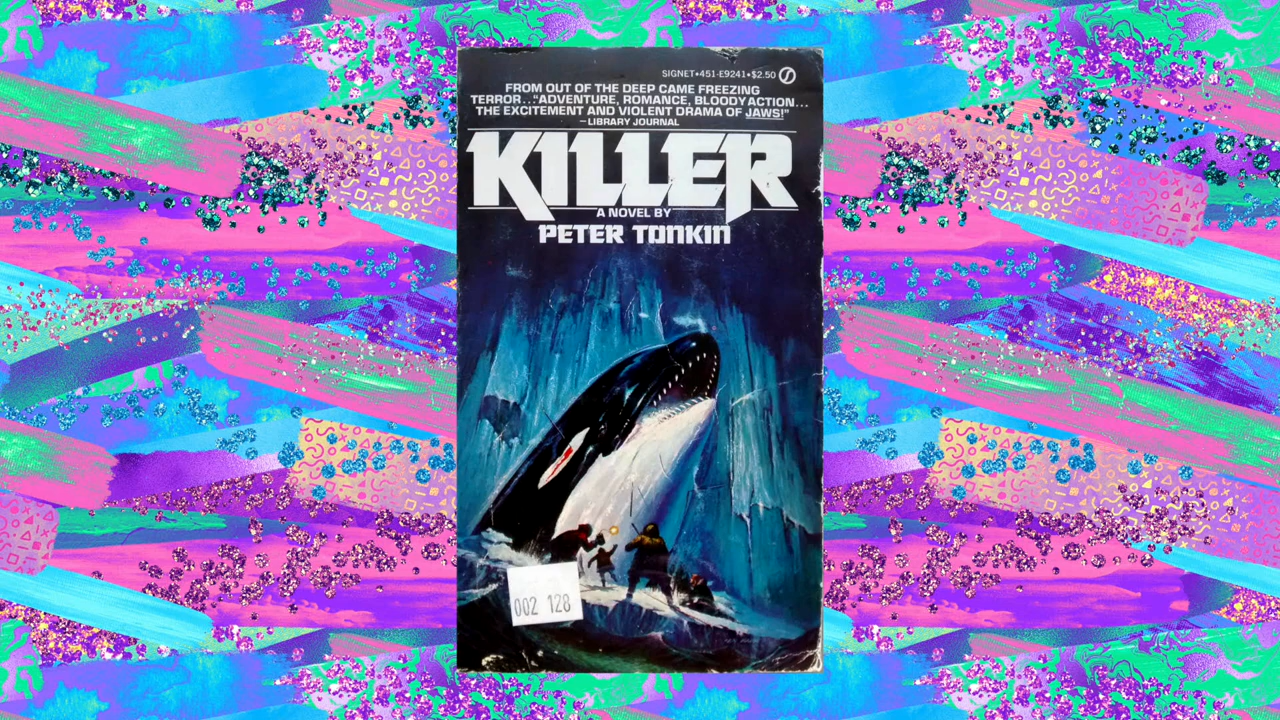 SIGNET•451-E9241•$2.50
FROM OUT OF THE DEEP CAME FREEZING
TERROR..."ADVENTURE, ROMANCE, BLOODY ACTION...
THE EXCITEMENT AND VIOLENT DRAMA OF JAWS!"
—LIBRARY JOURNAL
KILLER
A NOVEL BY
PETER TONKIN
002 128